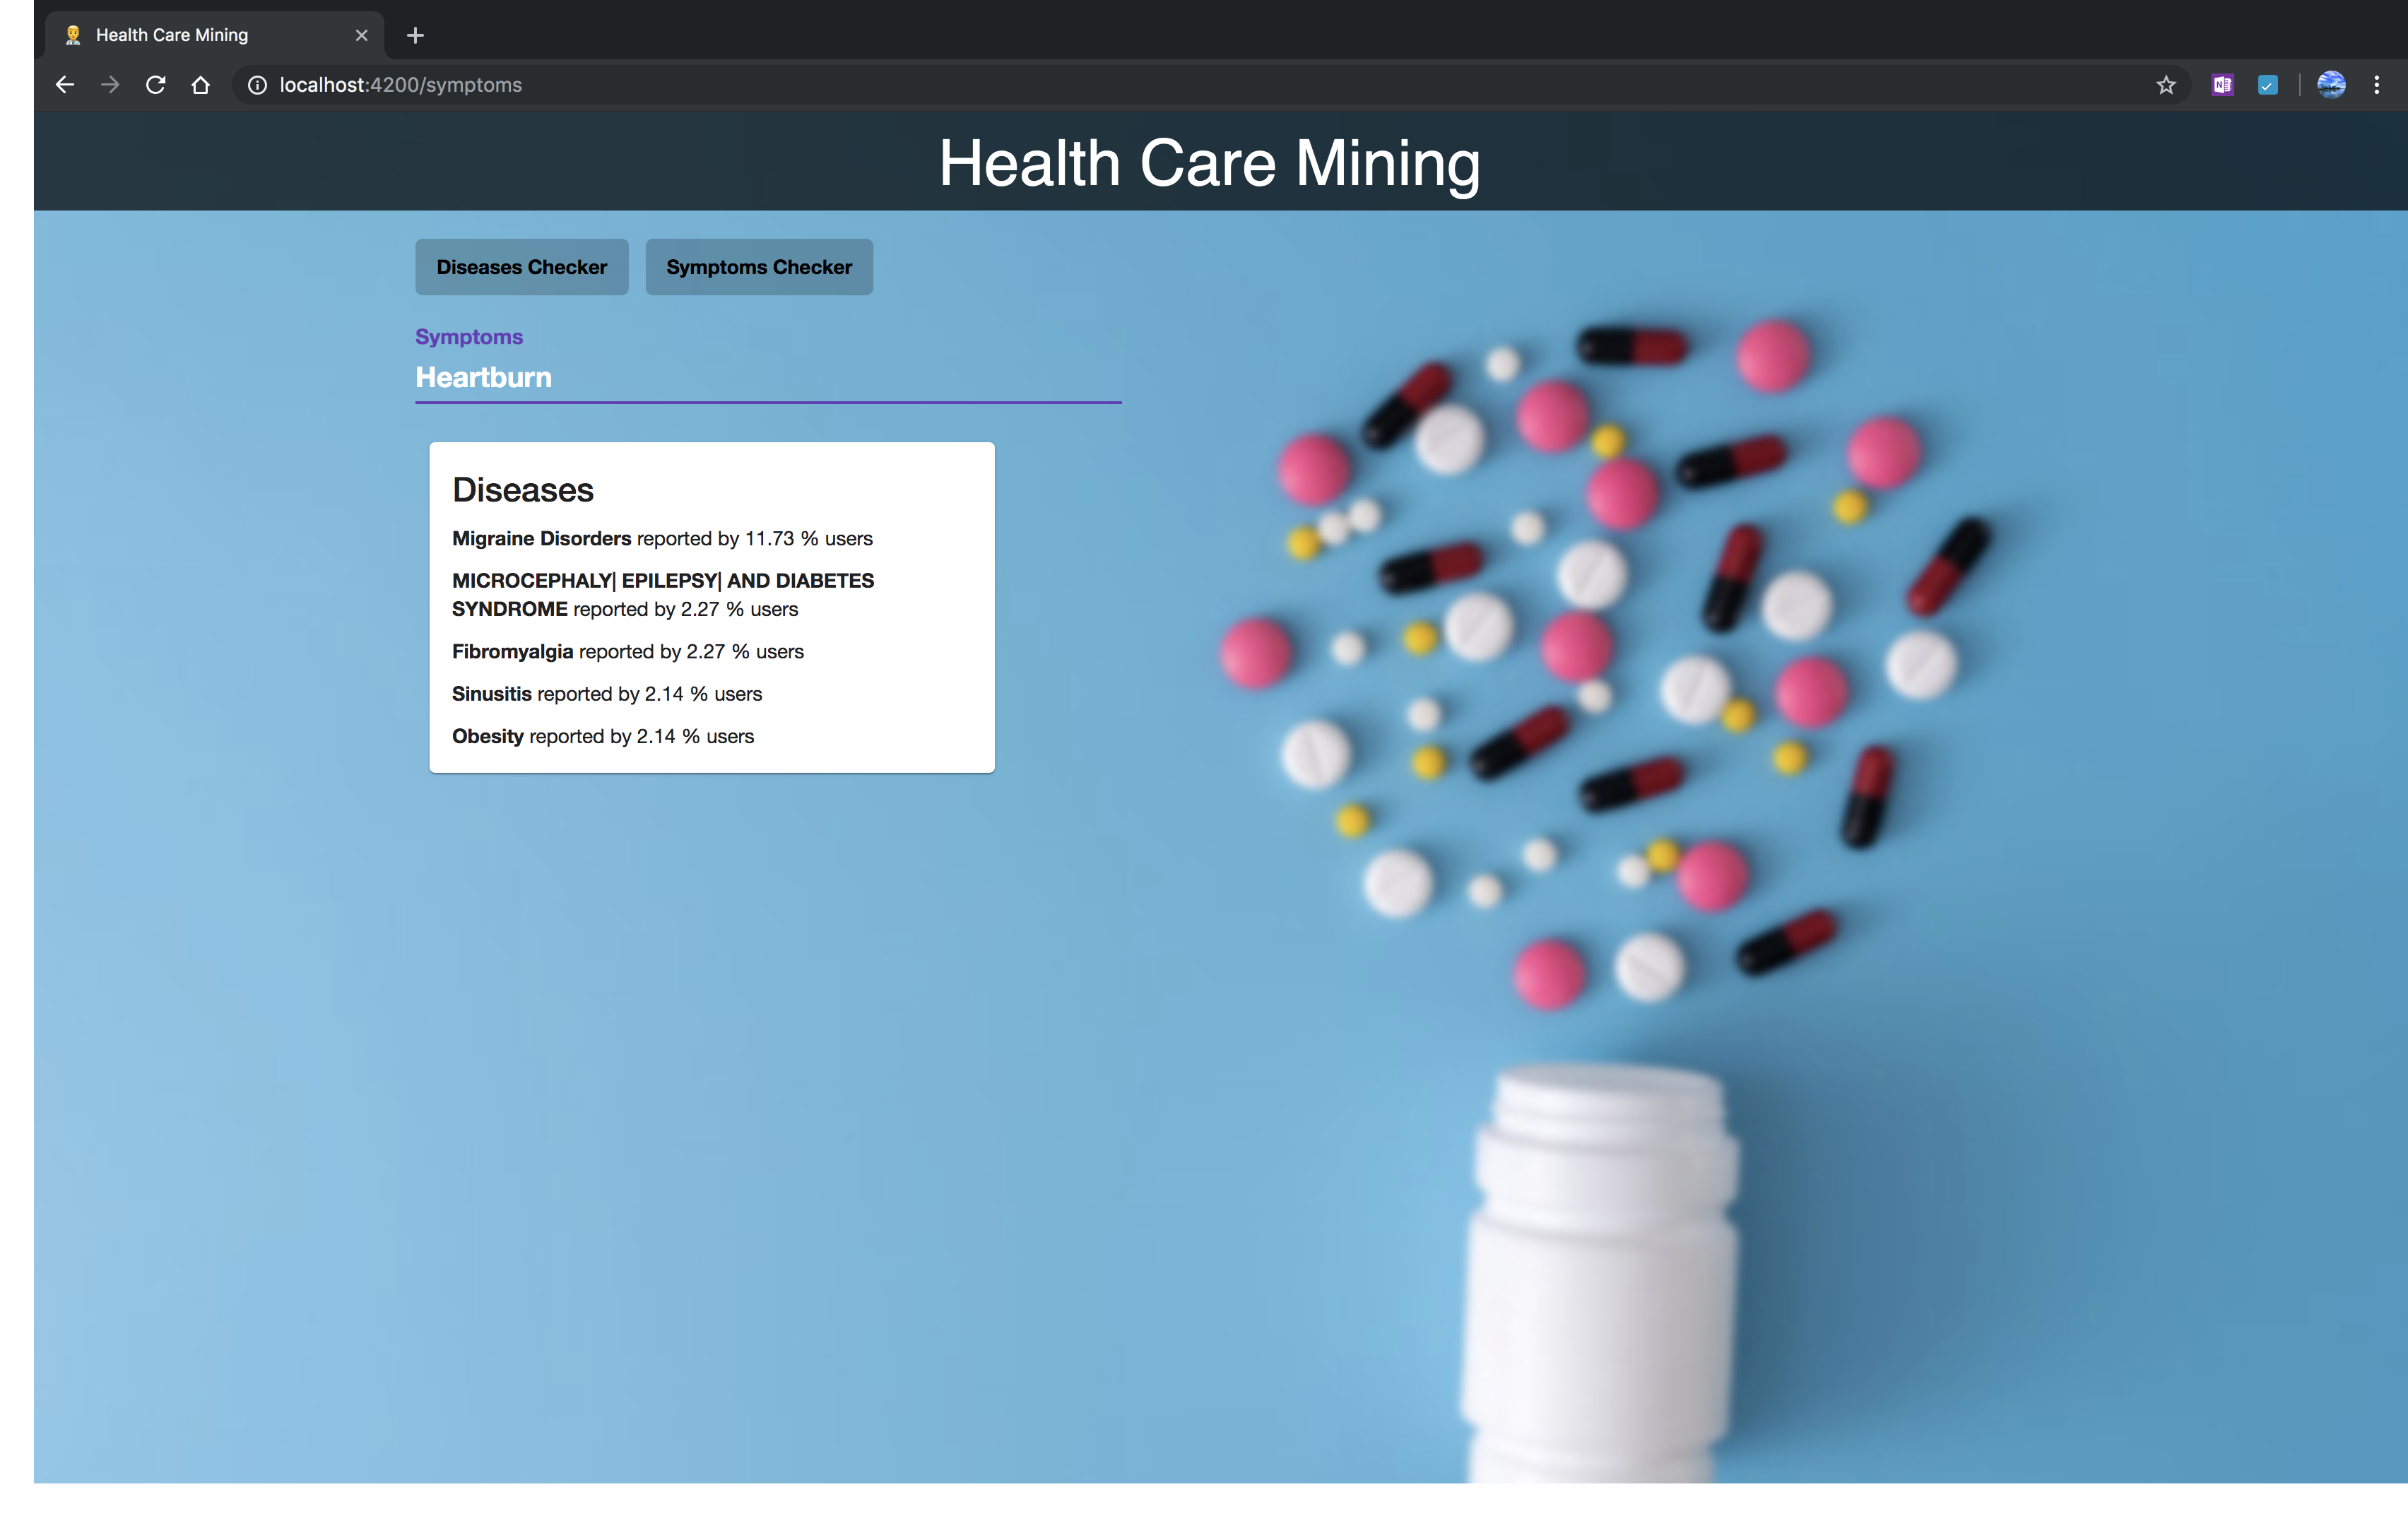 Health Care Mining
localhost:4200/symptoms
Health Care Mining
Diseases Checker
Symptoms Checker
Symptoms
Heartburn
Diseases
Migraine Disorders reported by 11.73 % users
MICROCEPHALY| EPILEPSY| AND DIABETES
SYNDROME reported by 2.27 % users
Fibromyalgia reported by 2.27 % users
Sinusitis reported by 2.14 % users
Obesity reported by 2.14 % users